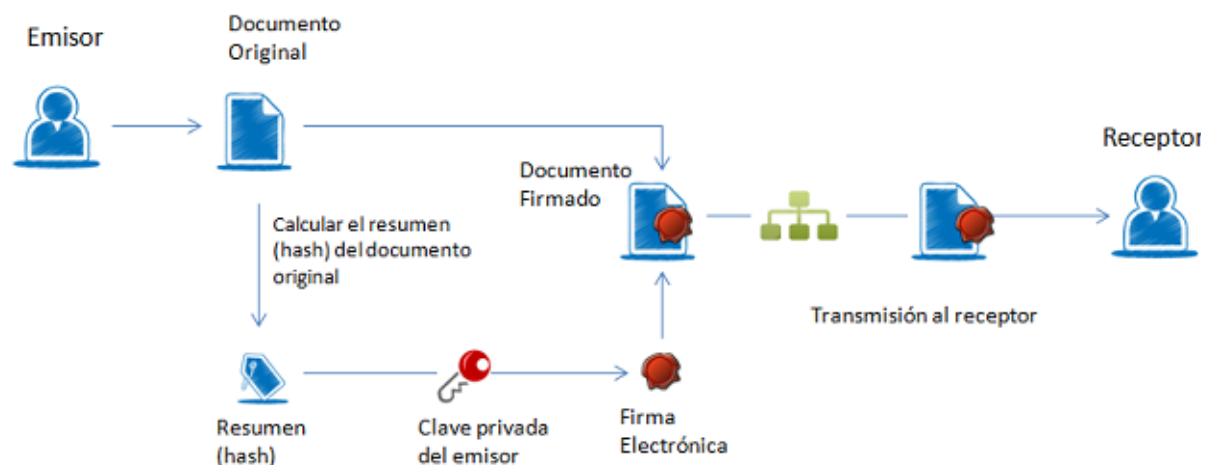 Emisor
Documento
Original
Receptor
Documento
Firmado
Calcular el resumen
(hash) del documento
original
Transmisión al receptor
Resumen
(hash)
Clave privada
del emisor
Firma
Electrónica